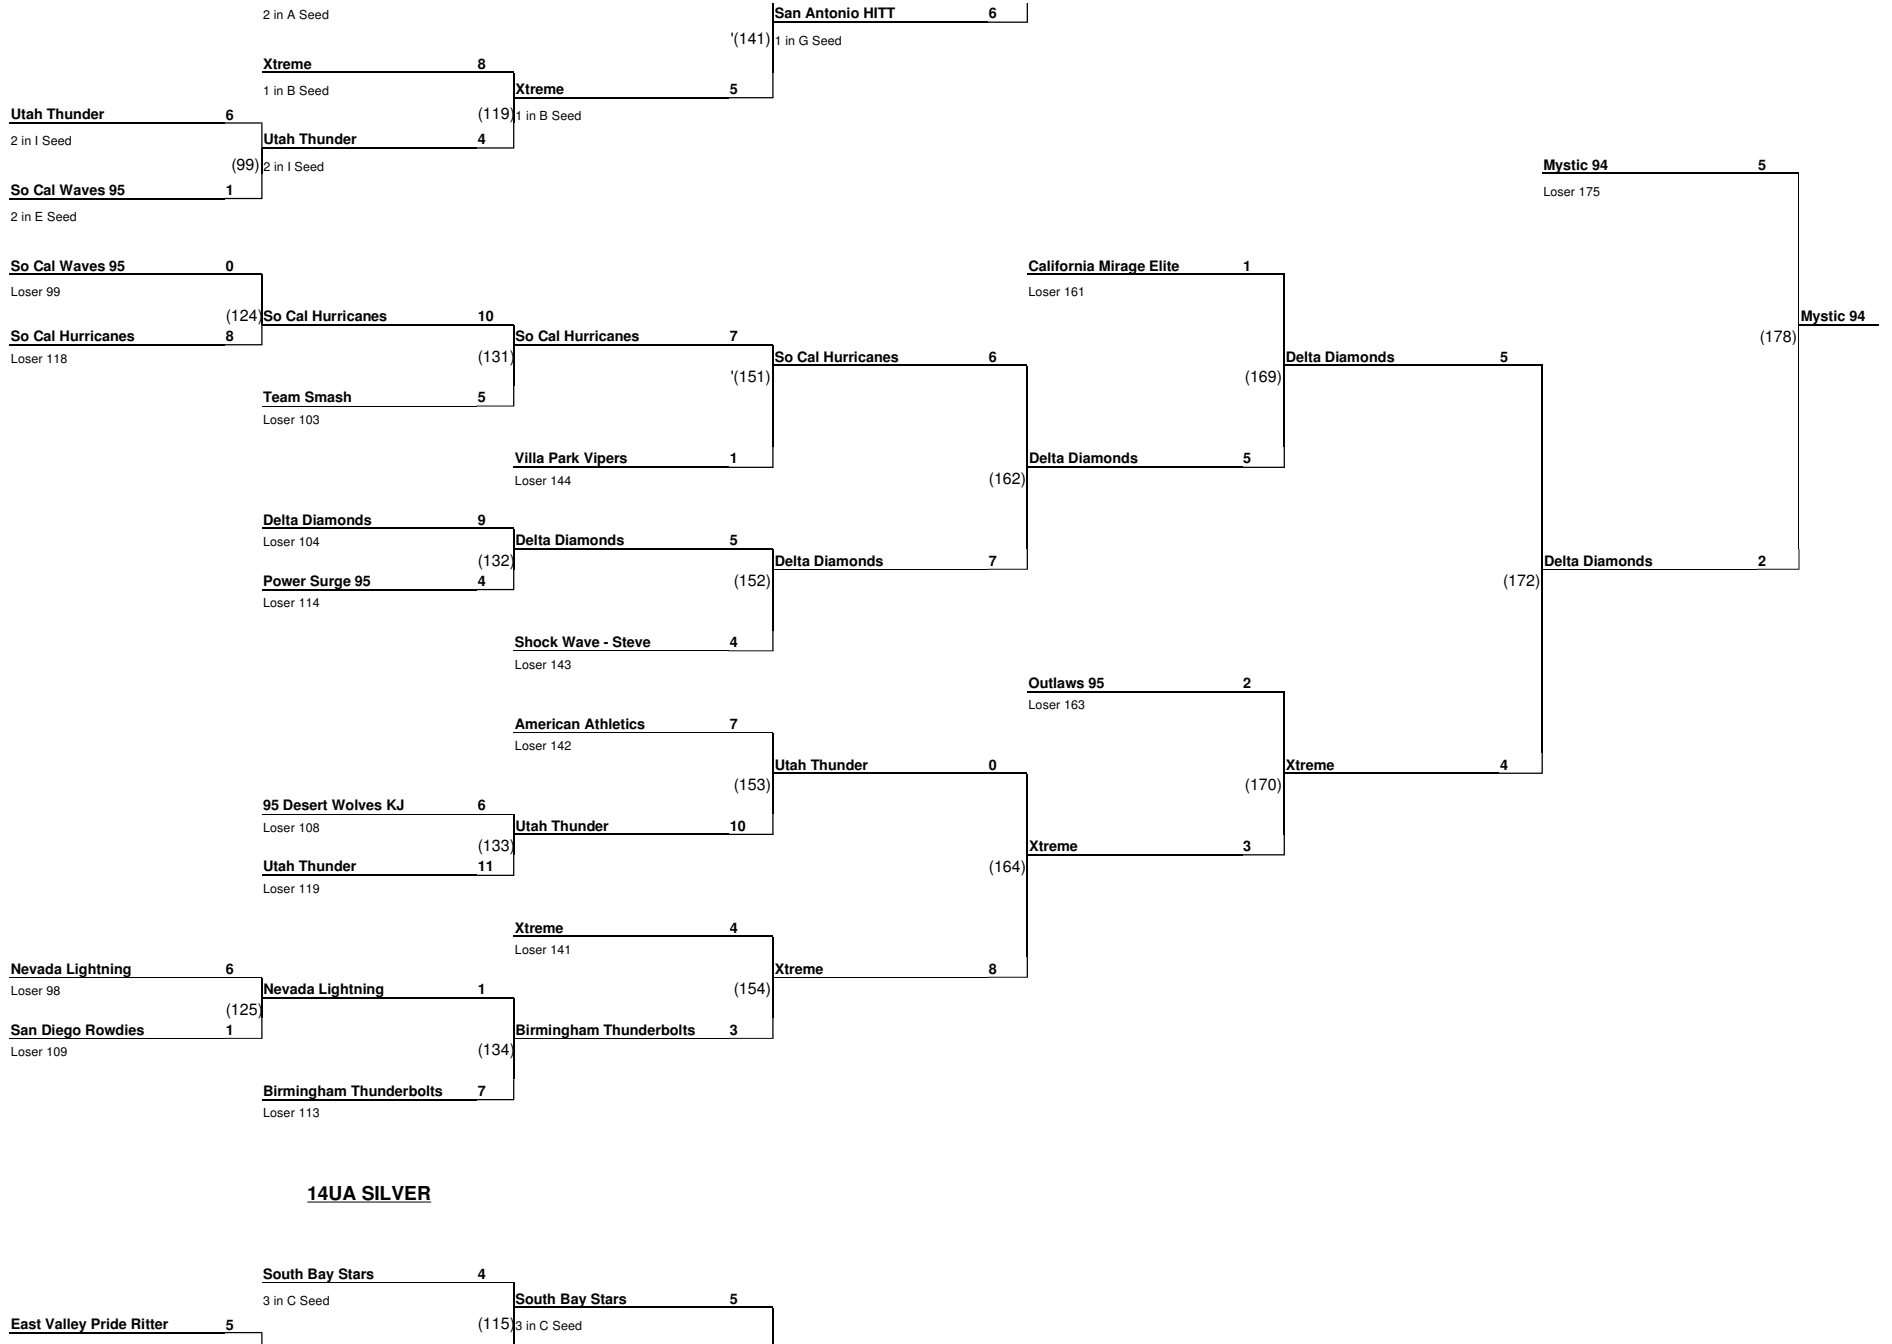 2 in A Seed
San Antonio HITT 6
'(141) 1 in G Seed
Xtreme 8
1 in B Seed
Xtreme 5
Utah Thunder 6
(119) 1 in B Seed
2 in I Seed
Utah Thunder 4
(99) 2 in I Seed
Mystic 94 5
So Cal Waves 95 1
Loser 175
2 in E Seed
So Cal Waves 95 0
California Mirage Elite 1
Loser 99
Loser 161
(124) So Cal Hurricanes 10
Mystic 94
So Cal Hurricanes 8
So Cal Hurricanes 7
(178)
Loser 118
(131)
So Cal Hurricanes 6
Delta Diamonds 5
'(151)
(169)
Team Smash 5
Loser 103
Villa Park Vipers 1
Delta Diamonds 5
Loser 144
(162)
Delta Diamonds 9
Loser 104
Delta Diamonds 5
(132)
Delta Diamonds 7
Delta Diamonds 2
Power Surge 95 4
(152)
(172)
Loser 114
Shock Wave - Steve 4
Loser 143
Outlaws 95 2
Loser 163
American Athletics 7
Loser 142
Utah Thunder 0
Xtreme 4
(153)
(170)
95 Desert Wolves KJ 6
Loser 108
Utah Thunder 10
(133)
Xtreme 3
Utah Thunder 11
(164)
Loser 119
Xtreme 4
Loser 141
Nevada Lightning 6
Xtreme 8
Loser 98
Nevada Lightning 1
(154)
(125)
San Diego Rowdies 1
Birmingham Thunderbolts 3
Loser 109
(134)
Birmingham Thunderbolts 7
Loser 113
14UA SILVER
South Bay Stars 4
3 in C Seed
South Bay Stars 5
East Valley Pride Ritter 5
(115) 3 in C Seed